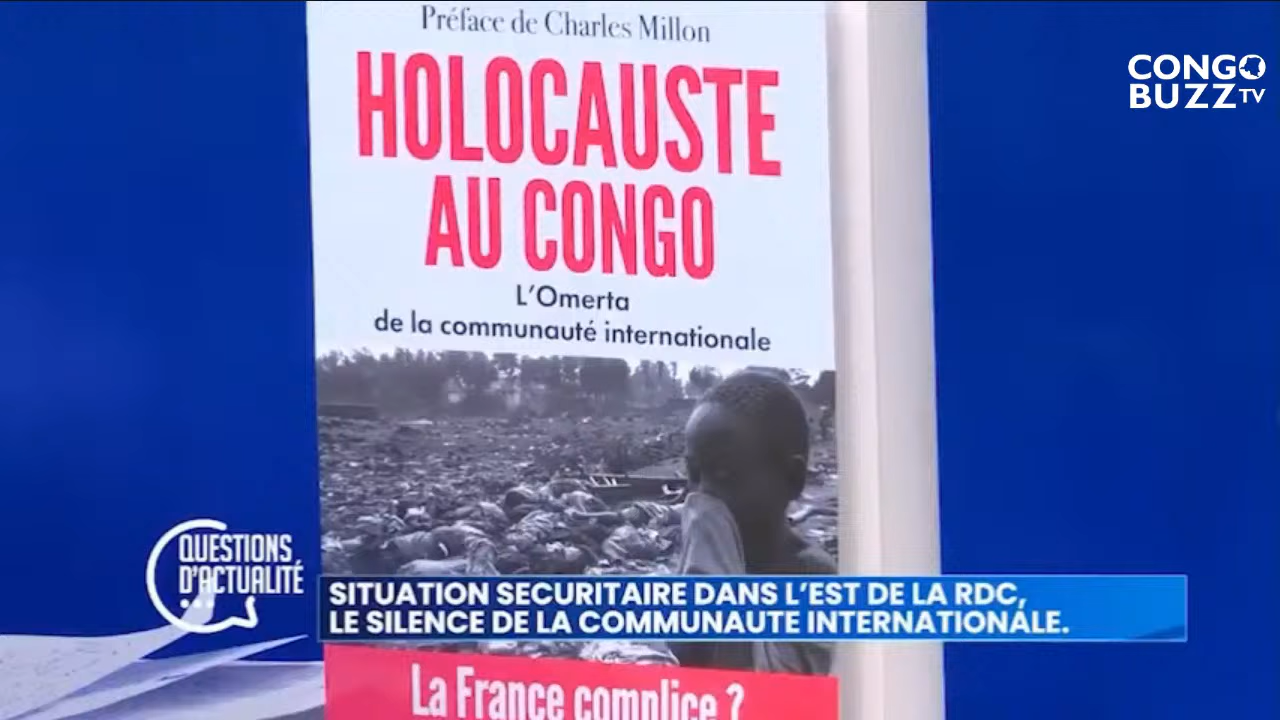 Préface de Charles Millon
HOLOCAUSTE
AU CONGO
L'Omerta
de la communauté internationale
CONGO
BUZZ TV
QUESTIONS
D'ACTUALITÉ
SITUATION SECURITAIRE DANS L'EST DE LA RDC,
LE SILENCE DE LA COMMUNAUTE INTERNATIONALE.
La France complice ?